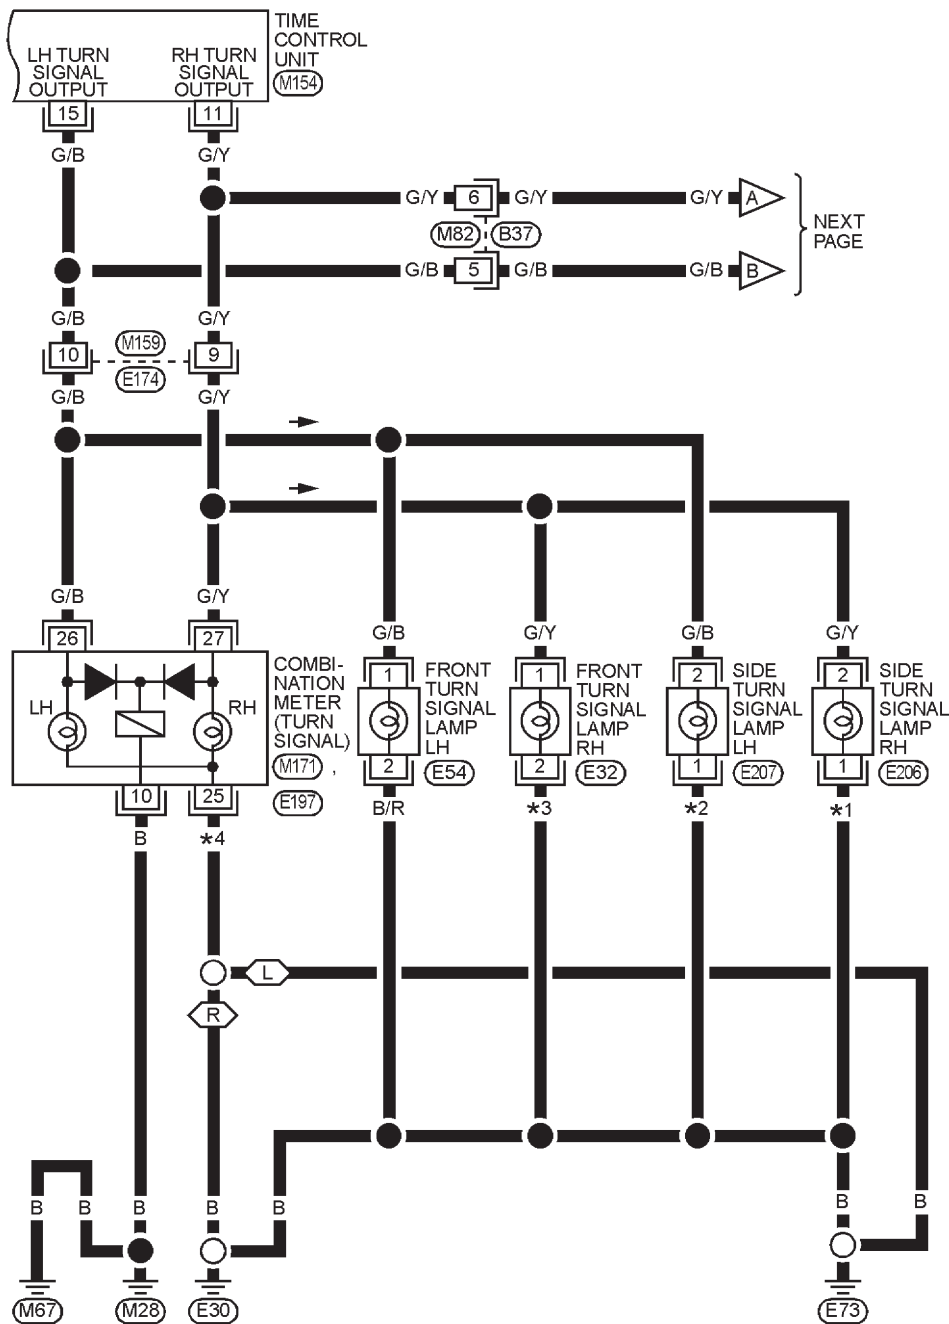 TIME
CONTROL
UNIT
M154
LH TURN
SIGNAL
OUTPUT
RH TURN
SIGNAL
OUTPUT
15
11
G/B
G/Y
G/Y
6
G/Y
G/Y
A
M82
B37
NEXT
PAGE
G/B
5
G/B
G/B
B
G/B
G/Y
10
M159
9
E174
G/B
G/Y
G/B
G/Y
26
27
LH
RH
10
25
COMBI-
NATION
METER
(TURN
SIGNAL)
M171 ,
E197
G/B
G/Y
G/B
G/Y
1
FRONT
TURN
SIGNAL
LAMP
LH
2
E54
1
FRONT
TURN
SIGNAL
LAMP
RH
2
E32
2
SIDE
TURN
SIGNAL
LAMP
LH
1
E207
2
SIDE
TURN
SIGNAL
LAMP
RH
1
E206
B
*4
B/R
*3
*2
*1
L
R
B
B
B
B
B
B
B
M67
M28
E30
E73